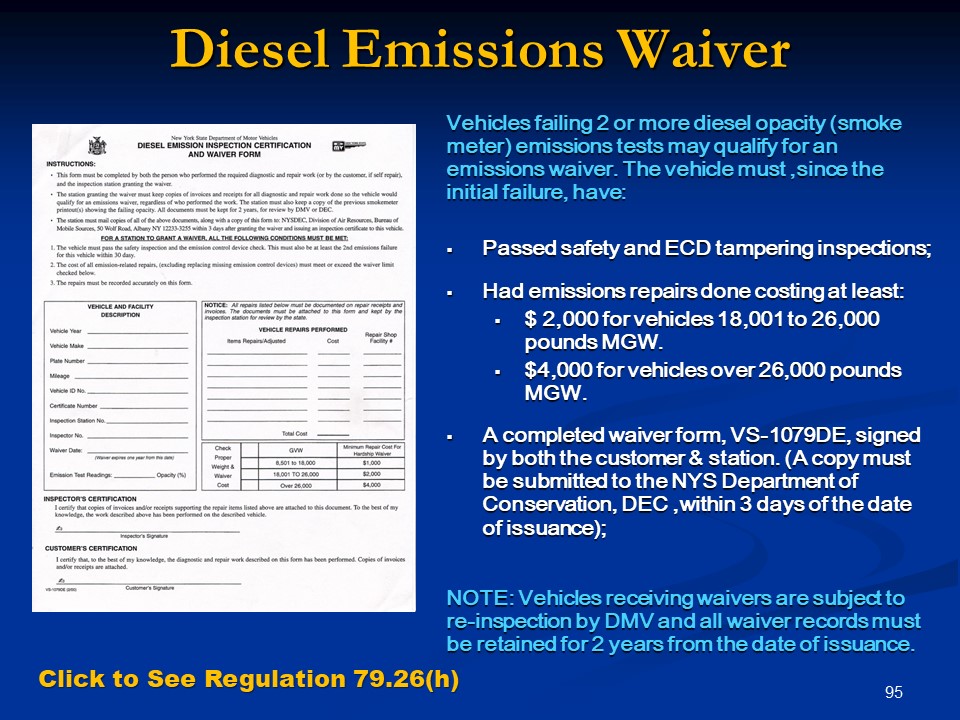 Diesel Emissions Waiver
New York State Department of Motor Vehicles
DIESEL EMISSION INSPECTION CERTIFICATION
AND WAIVER FORM
INSTRUCTIONS:
• This form must be completed by both the person who performed the required diagnostic and repair work (or by the customer, if self repair),
and the inspection station granting the waiver.
• The station granting the waiver must keep copies of invoices and receipts for all diagnostic and repair work done so the vehicle would
qualify for an emissions waiver, regardless of who performed the work. The station must also keep a copy of the previous smokemeter
printout(s) showing the failing opacity. All documents must be kept for 2 years, for review by DMV or DEC.
• The station must mail copies of all of the above documents, along with a copy of this form to: NYSDEC, Division of Air Resources, Bureau of
Mobile Sources, 50 Wolf Road, Albany NY 12233-3255 within 3 days after granting the waiver and issuing an inspection certificate to this vehicle.
FOR A STATION TO GRANT A WAIVER, ALL THE FOLLOWING CONDITIONS MUST BE MET:
1. The vehicle must pass the safety inspection and the emissions control device check. This also must be at least the 2nd emissions failure
for this vehicle within 30 day.
2. The cost of all emission-related repairs, (excluding replacing missing emission control devices) must meet or exceed the waiver limit
checked below.
3. The repairs must be recorded accurately on this form.
VEHICLE AND FACILITY
DESCRIPTION
Vehicle Year
Vehicle Make
Plate Number
Mileage
Vehicle ID No.
Certificate Number
Inspection Station No.
Inspector No.
Waiver Date:
(Waiver expires one year from this date)
Emission Test Readings: Opacity (%)
NOTICE: All repairs listed below must be documented on repair receipts and
invoices. The documents must be attached to this form and kept by the
inspection station for review by the state.
VEHICLE REPAIRS PERFORMED
Items Repairs/Adjusted Cost Repair Shop
Facility #
Total Cost
Check
Proper
Weight &
Waiver
Cost
GVW Minimum Repair Cost For
Hardship Waiver
8,501 to 18,000 $1,000
18,001 TO 26,000 $2,000
Over 26,000 $4,000
INSPECTOR'S CERTIFICATION
I certify that copies of invoices and/or receipts supporting the repair items listed above are attached to this document. To the best of my
knowledge, the work described above has been performed on the described vehicle.
Inspector's Signature
CUSTOMER'S CERTIFICATION
I certify that, to the best of my knowledge, the diagnostic and repair work described on this form has been performed. Copies of invoices
and/or receipts are attached.
Customer's Signature
VS-1079DE
Vehicles failing 2 or more diesel opacity (smoke
meter) emissions tests may qualify for an
emissions waiver. The vehicle must ,since the
initial failure, have:
▪ Passed safety and ECD tampering inspections;
▪ Had emissions repairs done costing at least:
▪ $ 2,000 for vehicles 18,001 to 26,000
pounds MGW.
▪ $4,000 for vehicles over 26,000 pounds
MGW.
▪ A completed waiver form, VS-1079DE, signed
by both the customer & station. (A copy must
be submitted to the NYS Department of
Conservation, DEC ,within 3 days of the date
of issuance);
NOTE: Vehicles receiving waivers are subject to
re-inspection by DMV and all waiver records must
be retained for 2 years from the date of issuance.
Click to See Regulation 79.26(h)
95